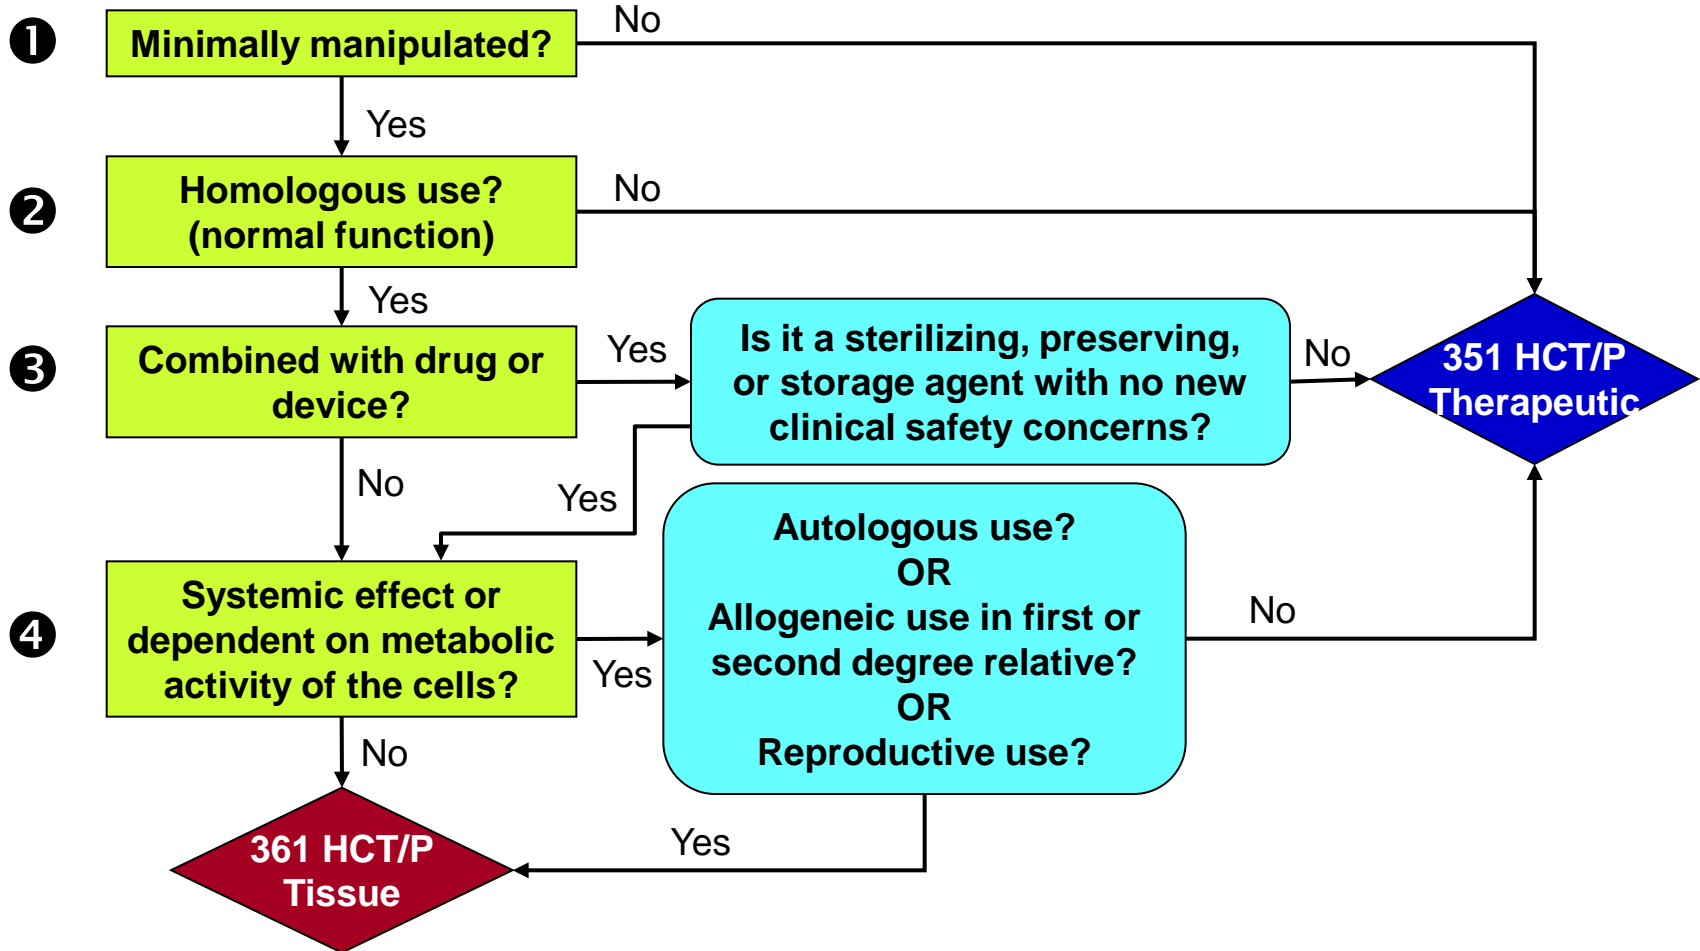 ❶
Minimally manipulated?
No
Yes
❷
Homologous use?
(normal function)
No
Yes
❸
Combined with drug or
device?
Yes
Is it a sterilizing, preserving,
or storage agent with no new
clinical safety concerns?
No
351 HCT/P
Therapeutic
No
Yes
❹
Systemic effect or
dependent on metabolic
activity of the cells?
Yes
Autologous use?
OR
Allogeneic use in first or
second degree relative?
OR
Reproductive use?
No
No
361 HCT/P
Tissue
Yes